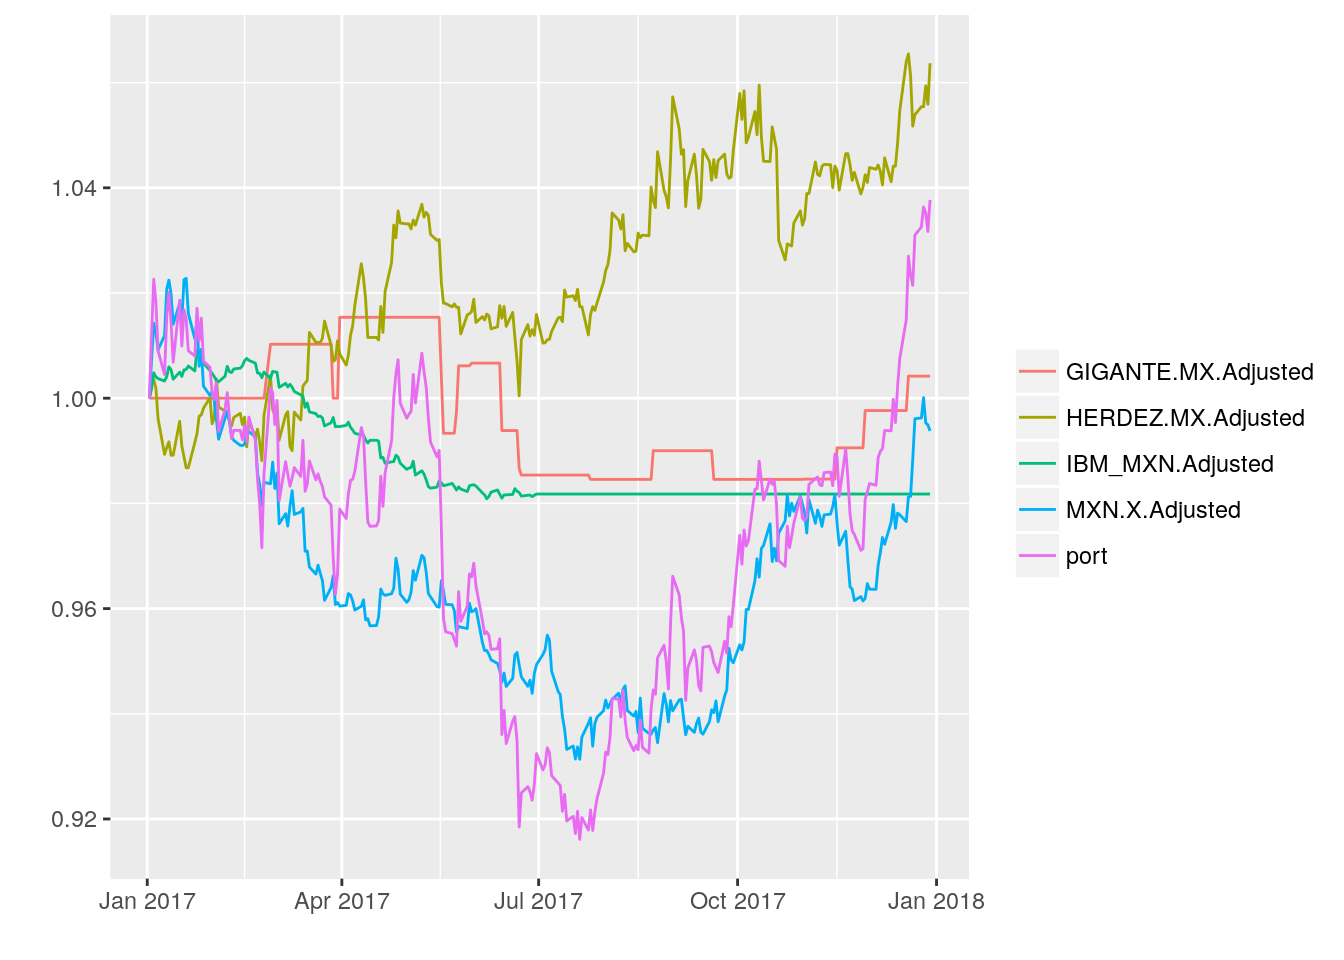 1.04
1.00
0.96
0.92
Jan 2017
Apr 2017
Jul 2017
Oct 2017
Jan 2018
GIGANTE.MX.Adjusted
HERDEZ.MX.Adjusted
IBM_MXN.Adjusted
MXN.X.Adjusted
port